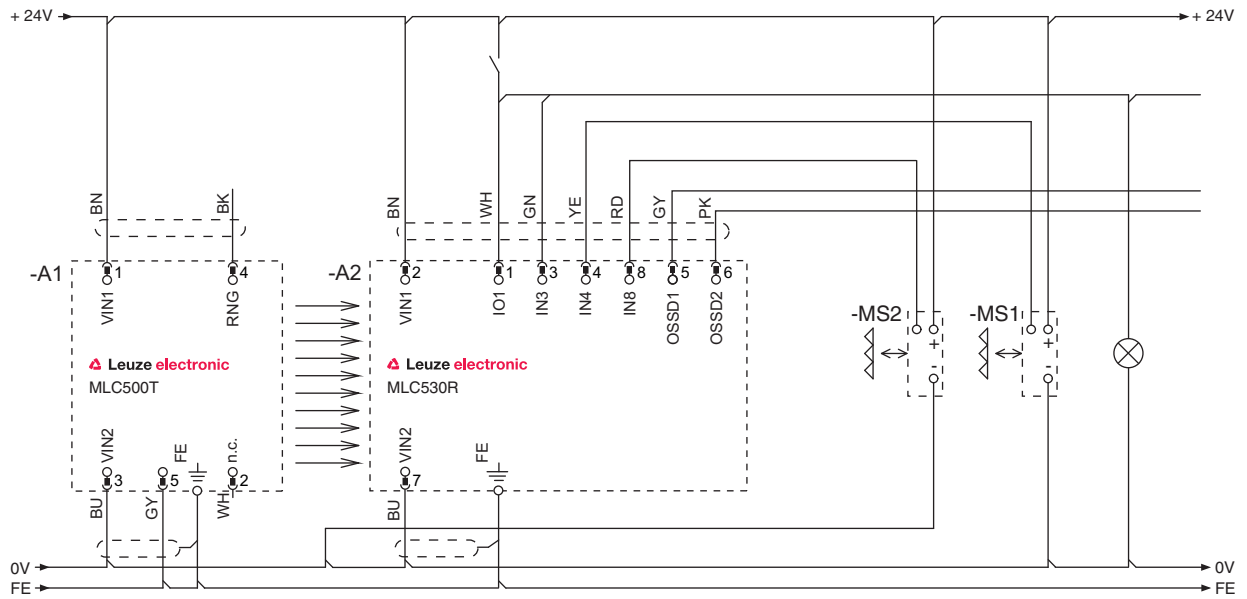 + 24V
+ 24V
BN
BK
BN
WH
GN
YE
RD
GY
PK
-A1
1
4
-A2
2
1
3
4
8
5
6
VIN1
RNG
VIN1
IO1
IN3
IN4
IN8
OSSD1
OSSD2
-MS2
-MS1
+
+
-
-
Leuze electronic
MLC500T
Leuze electronic
MLC530R
VIN2
FE
n.c.
VIN2
FE
3
5
2
7
BU
GY
WH
BU
0V
0V
FE
FE